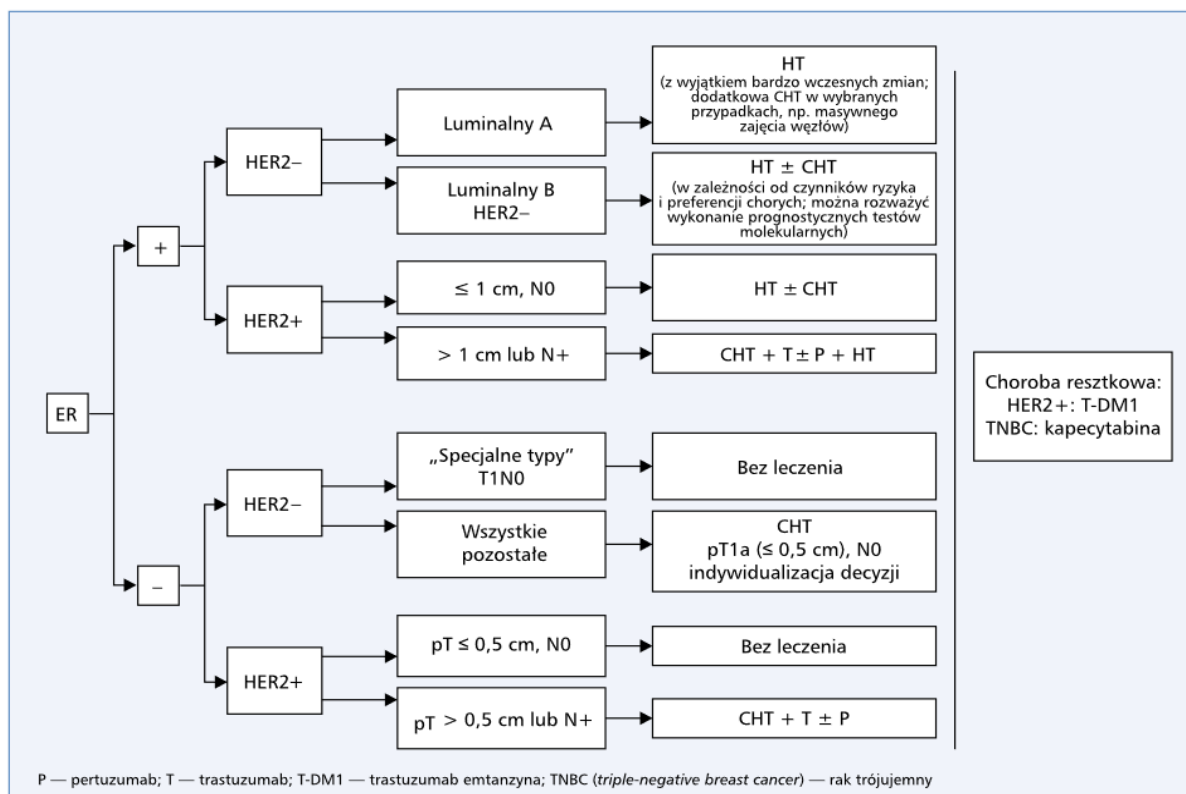 ER
+
HER2−
Luminalny A
HT
(z wyjątkiem bardzo wczesnych zmian;
dodatkowa CHT w wybranych
przypadkach, np. masywnego
zajęcia węzłów)
Luminalny B
HER2−
HT ± CHT
(w zależności od czynników ryzyka
i preferencji chorych; można rozważyć
wykonanie prognostycznych testów
molekularnych)
HER2+
≤ 1 cm, N0
HT ± CHT
> 1 cm lub N+
CHT + T ± P + HT
−
HER2−
„Specjalne typy”
T1N0
Bez leczenia
Wszystkie
pozostałe
CHT
pT1a (≤ 0,5 cm), N0
indywidualizacja decyzji
HER2+
pT ≤ 0,5 cm, N0
Bez leczenia
pT > 0,5 cm lub N+
CHT + T ± P
Choroba resztkowa:
HER2+: T-DM1
TNBC: kapecytabina
P — pertuzumab; T — trastuzumab; T-DM1 — trastuzumab emtanzyna; TNBC (triple-negative breast cancer) — rak trójujemny